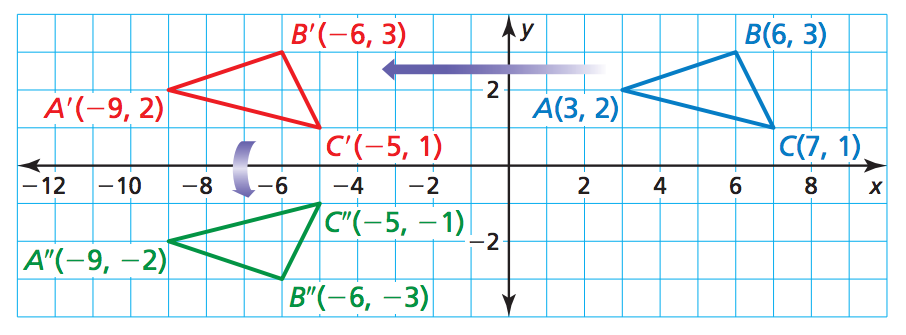 B′(−6, 3)
y
B(6, 3)
A′(−9, 2)
2
A(3, 2)
C′(−5, 1)
C(7, 1)
−12 −10 −8 −6 −4 −2 2 4 6 8 x
C″(−5, −1)
−2
A″(−9, −2)
B″(−6, −3)